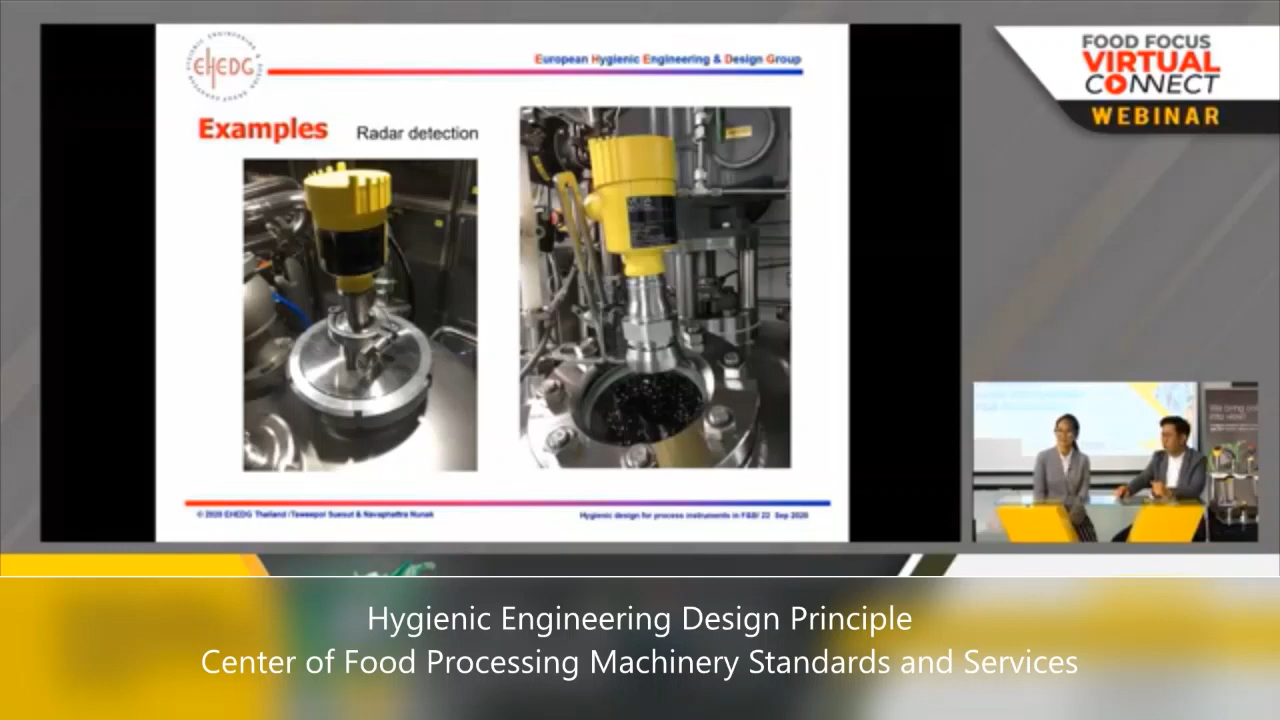 EHEDG
European Hygienic Engineering & Design Group
Examples
Radar detection
© 2020 EHEDG Thailand /Taweepol Suesut & Navaphattra Nunak
Hygienic design for process instruments in F&B/ 22 Sep 2020
FOOD FOCUS
VIRTUAL
CONNECT
WEBINAR
Hygienic Engineering Design Principle
Center of Food Processing Machinery Standards and Services